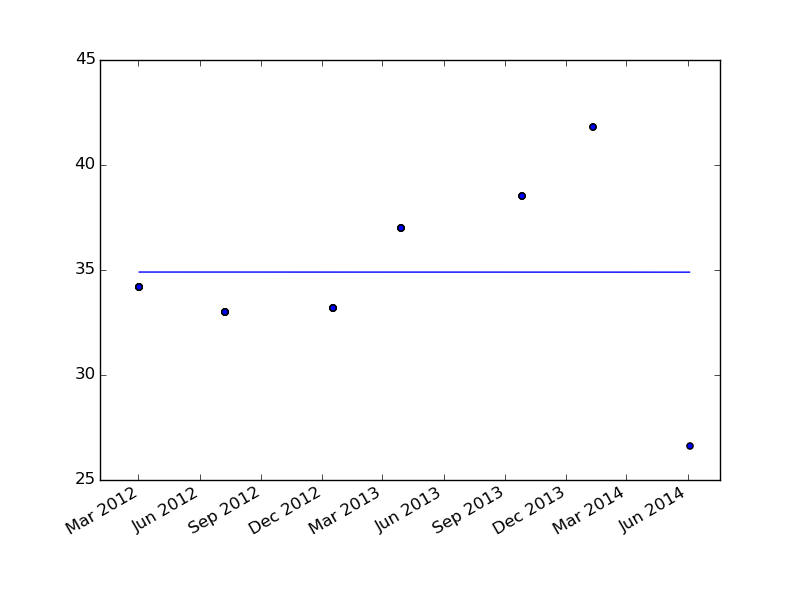 45
40
35
30
25
Mar 2012
Jun 2012
Sep 2012
Dec 2012
Mar 2013
Jun 2013
Sep 2013
Dec 2013
Mar 2014
Jun 2014